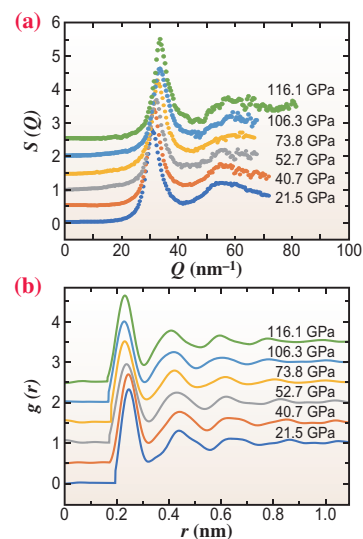 (a)
6
5
4
3
2
1
0
S (Q)
116.1 GPa
106.3 GPa
73.8 GPa
52.7 GPa
40.7 GPa
21.5 GPa
0 20 40 60 80 100
Q (nm⁻¹)
(b)
4
3
2
1
0
g (r)
116.1 GPa
106.3 GPa
73.8 GPa
52.7 GPa
40.7 GPa
21.5 GPa
0 0.2 0.4 0.6 0.8 1.0
r (nm)